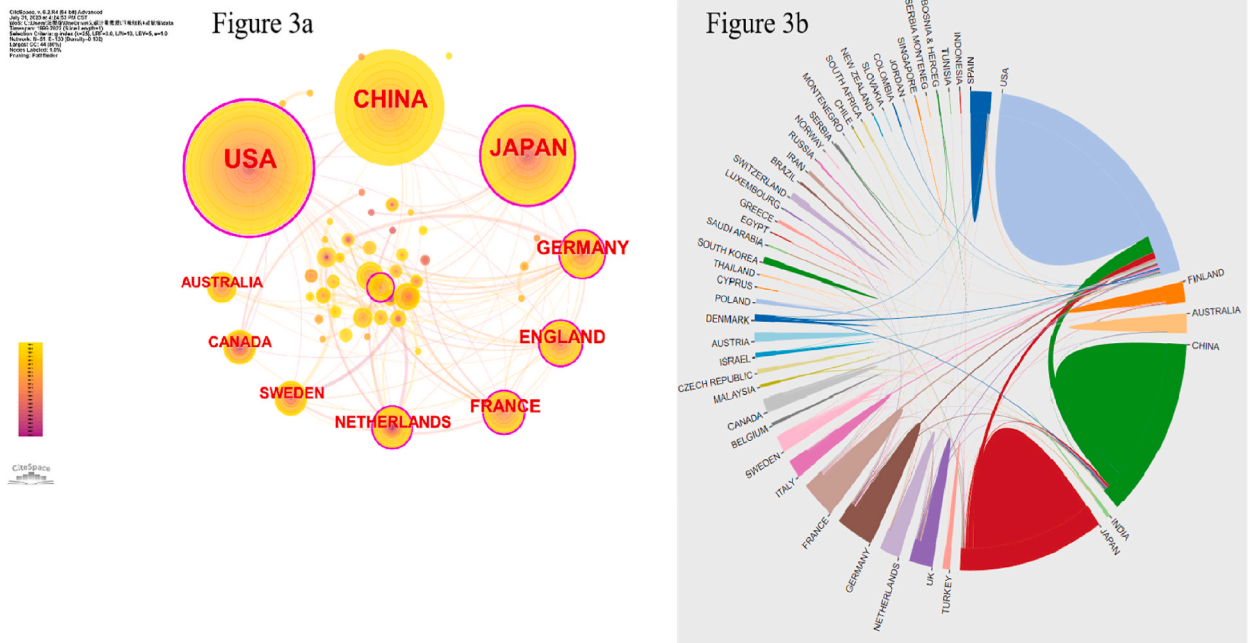 Figure 3a
CHINA
USA
JAPAN
GERMANY
AUSTRALIA
ENGLAND
CANADA
SWEDEN
FRANCE
NETHERLANDS
CiteSpace
Figure 3b
BOSNIA & HERCEG
SERBIA MONTENEG
SINGAPORE
TUNISIA
INDONESIA
SPAIN
USA
JORDAN
COLOMBIA
SLOVAKIA
NEW ZEALAND
SOUTH AFRICA
CHILE
MONTENEGRO
SERBIA
NORWAY
RUSSIA
IRAN
BRAZIL
SWITZERLAND
LUXEMBOURG
GREECE
EGYPT
SAUDI ARABIA
SOUTH KOREA
THAILAND
CYPRUS
POLAND
DENMARK
AUSTRIA
ISRAEL
CZECH REPUBLIC
MALAYSIA
CANADA
BELGIUM
SWEDEN
ITALY
FRANCE
GERMANY
NETHERLANDS
UK
TURKEY
JAPAN
INDIA
CHINA
AUSTRALIA
FINLAND